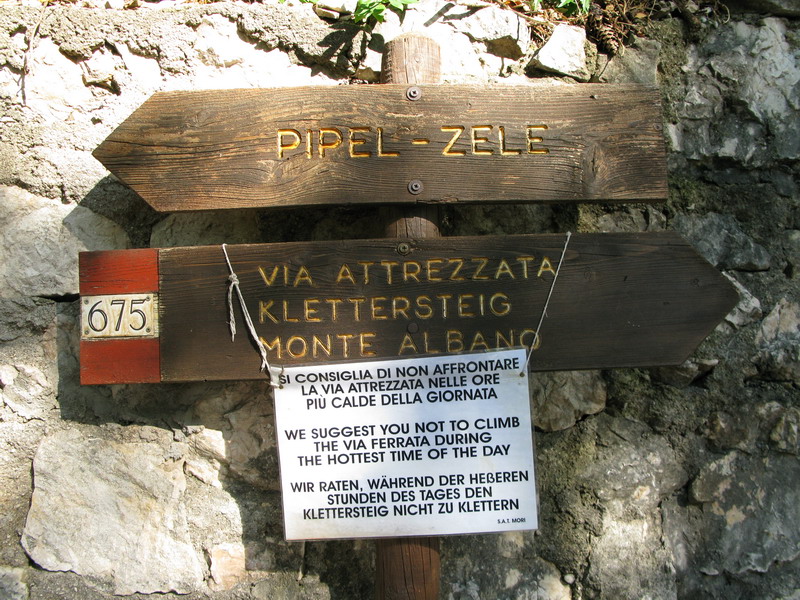 PIPEL - ZELE
675
VIA ATTREZZATA
KLETTERSTEIG
MONTE ALBANO
SI CONSIGLIA DI NON AFFRONTARE
LA VIA ATTREZZATA NELLE ORE
PIU CALDE DELLA GIORNATA
WE SUGGEST YOU NOT TO CLIMB
THE VIA FERRATA DURING
THE HOTTEST TIME OF THE DAY
WIR RATEN, WÄHREND DER HEßEREN
STUNDEN DES TAGES DEN
KLETTERSTEIG NICHT ZU KLETTERN
S.A.T. MORI